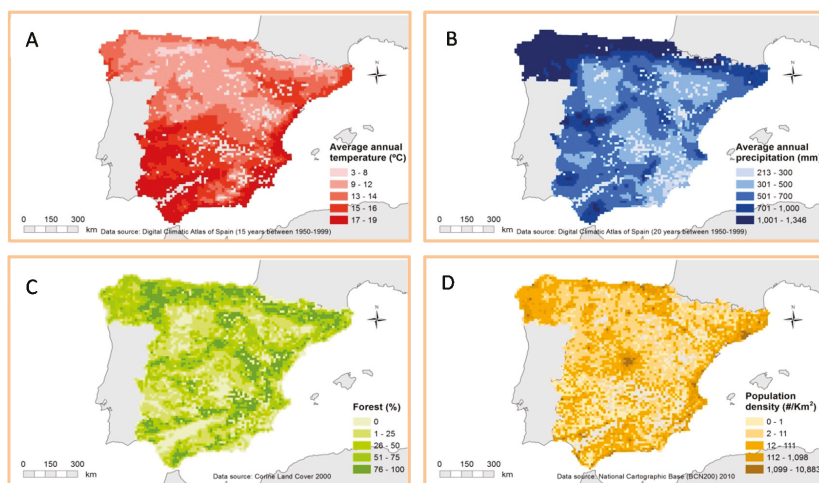 A
N
Average annual
temperature (ºC)
3 - 8
9 - 12
13 - 14
15 - 16
17 - 19
0 150 300
km
Data source: Digital Climatic Atlas of Spain (15 years between 1950-1999)
B
N
Average annual
precipitation (mm)
213 - 300
301 - 500
501 - 700
701 - 1,000
1,001 - 1,346
0 150 300
km
Data source: Digital Climatic Atlas of Spain (20 years between 1950-1999)
C
N
Forest (%)
0
1 - 25
26 - 50
51 - 75
76 - 100
0 150 300
km
Data source: Corine Land Cover 2000
D
N
Population
density (#/Km²)
0 - 1
2 - 11
12 - 111
112 - 1,098
1,099 - 10,883
0 150 300
km
Data source: National Cartographic Base (BCN200) 2010